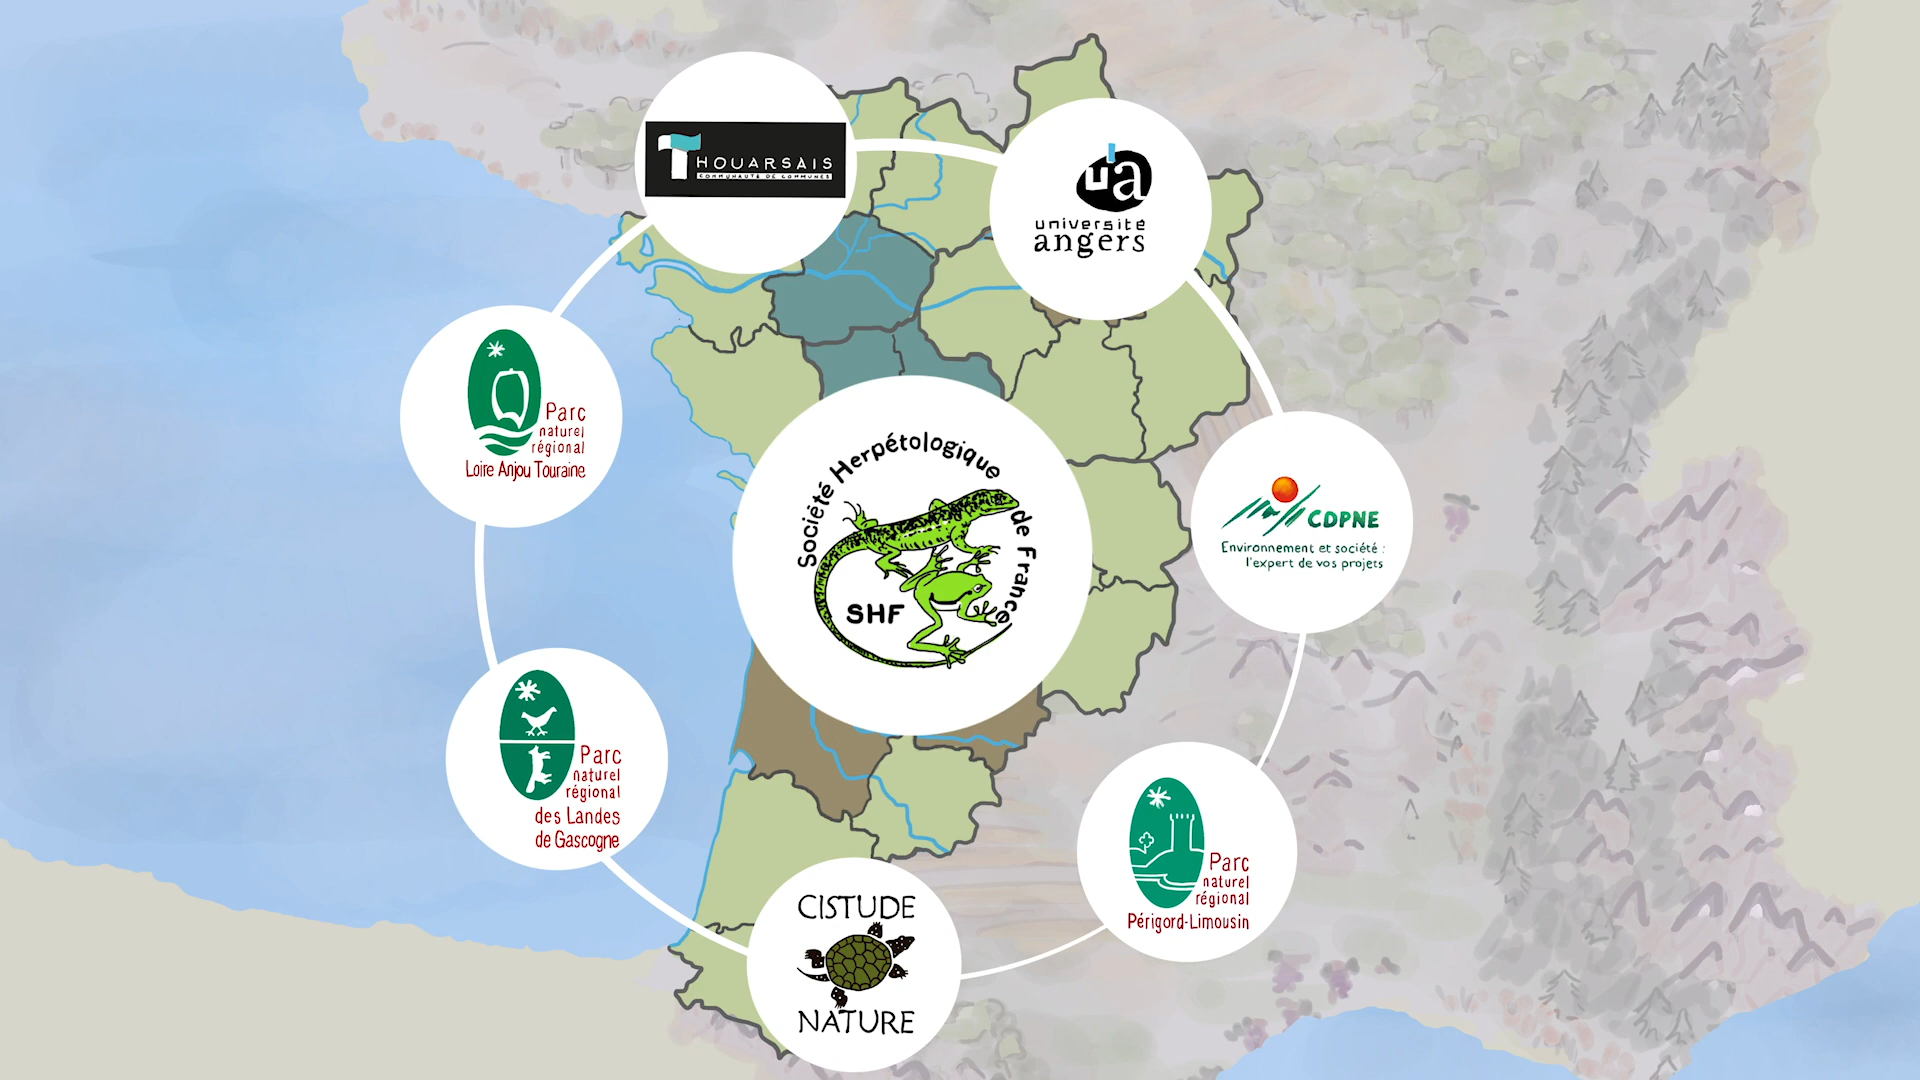 THOUARSAIS
COMMUNAUTÉ DE COMMUNES
ua
université
angers
Parc
naturel
régional
Loire Anjou Touraine
Société Herpétologique de France
SHF
CDPNE
Environnement et société :
l'expert de vos projets
Parc
naturel
régional
des Landes
de Gascogne
Parc
naturel
régional
Périgord-Limousin
CISTUDE
NATURE